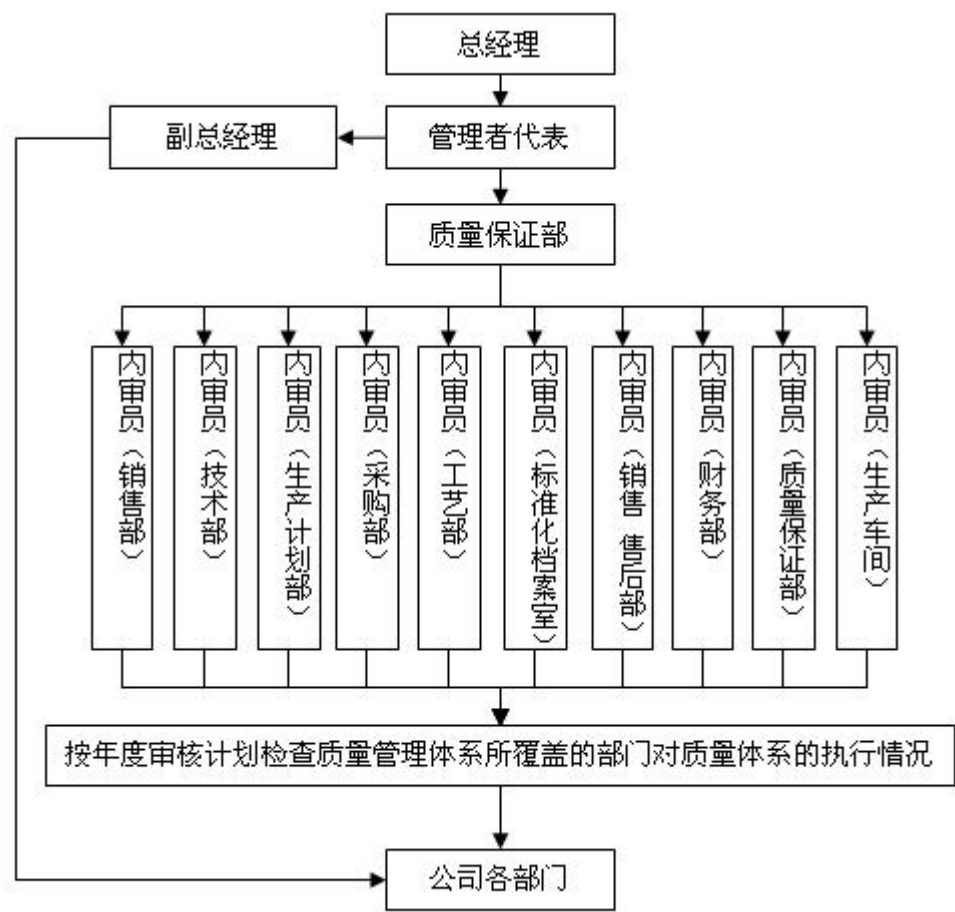 总经理
副总经理
管理者代表
质量保证部
内审员（销售部）
内审员（技术部）
内审员（生产计划部）
内审员（采购部）
内审员（工艺部）
内审员（标准化档案室）
内审员（销售 售后部）
内审员（财务部）
内审员（质量保证部）
内审员（生产车间）
按年度审核计划检查质量管理体系所覆盖的部门对质量体系的执行情况
公司各部门